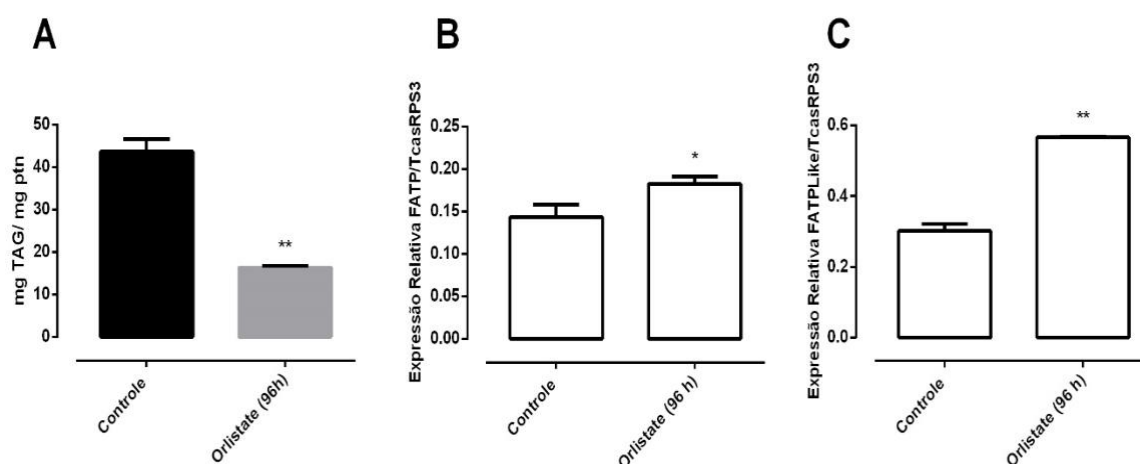 A
mg TAG/ mg ptn
50
40
30
20
10
0
**
Controle
Orlistate (96h)
B
Expressão Relativa FATP/TcasRPS3
0.25
0.20
0.15
0.10
0.05
0.00
*
Controle
Orlistate (96 h)
C
Expressão Relativa FATPLike/TcasRPS3
0.6
0.4
0.2
0.0
**
Controle
Orlistate (96 h)